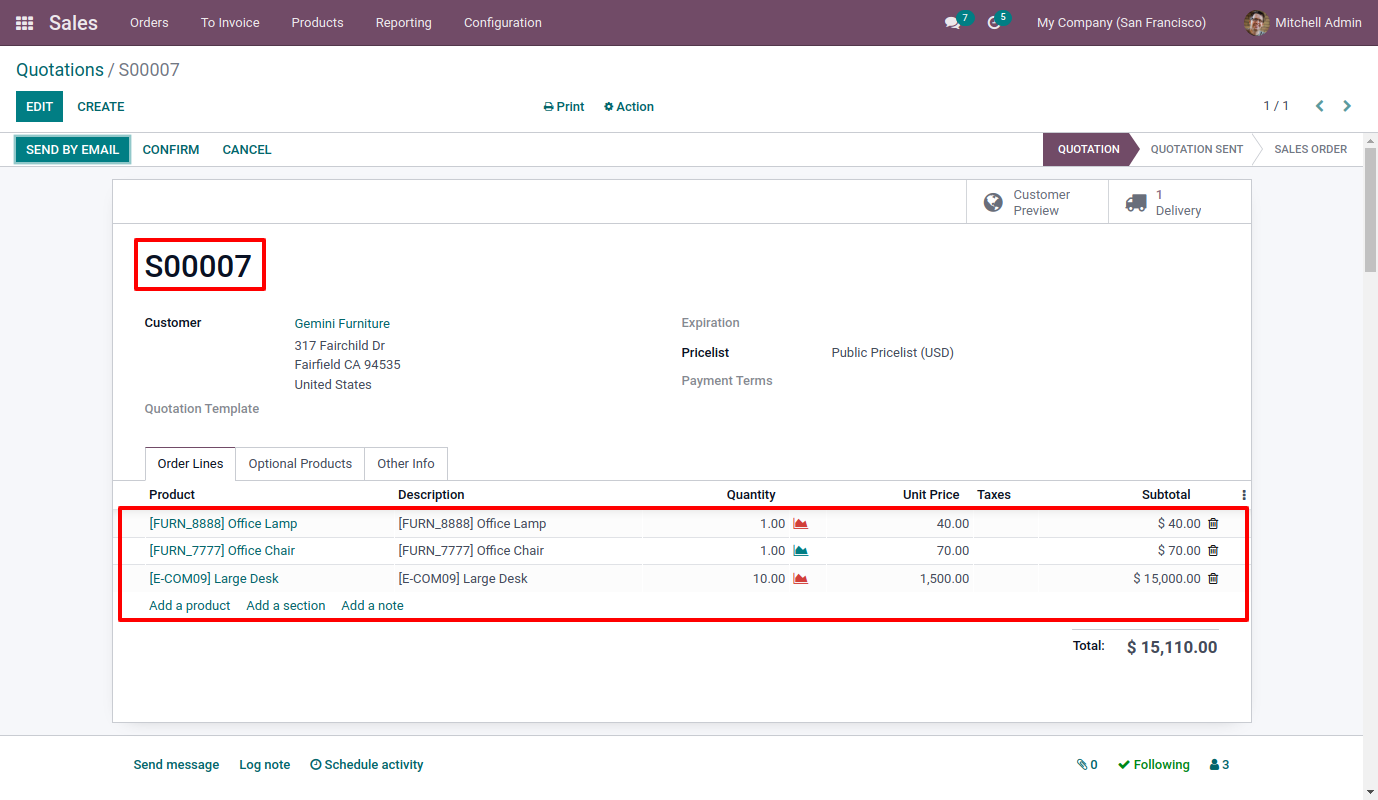 Sales Orders To Invoice Products Reporting Configuration 7 5 My Company (San Francisco) Mitchell Admin
Quotations / S00007
EDIT CREATE Print Action 1 / 1
SEND BY EMAIL CONFIRM CANCEL QUOTATION QUOTATION SENT SALES ORDER
Customer Preview
1 Delivery
S00007
Customer Gemini Furniture
317 Fairchild Dr
Fairfield CA 94535
United States
Quotation Template
Expiration
Pricelist Public Pricelist (USD)
Payment Terms
Order Lines Optional Products Other Info
Product Description Quantity Unit Price Taxes Subtotal
[FURN_8888] Office Lamp [FURN_8888] Office Lamp 1.00 40.00 $ 40.00
[FURN_7777] Office Chair [FURN_7777] Office Chair 1.00 70.00 $ 70.00
[E-COM09] Large Desk [E-COM09] Large Desk 10.00 1,500.00 $ 15,000.00
Add a product Add a section Add a note
Total: $ 15,110.00
Send message Log note Schedule activity 0 Following 3